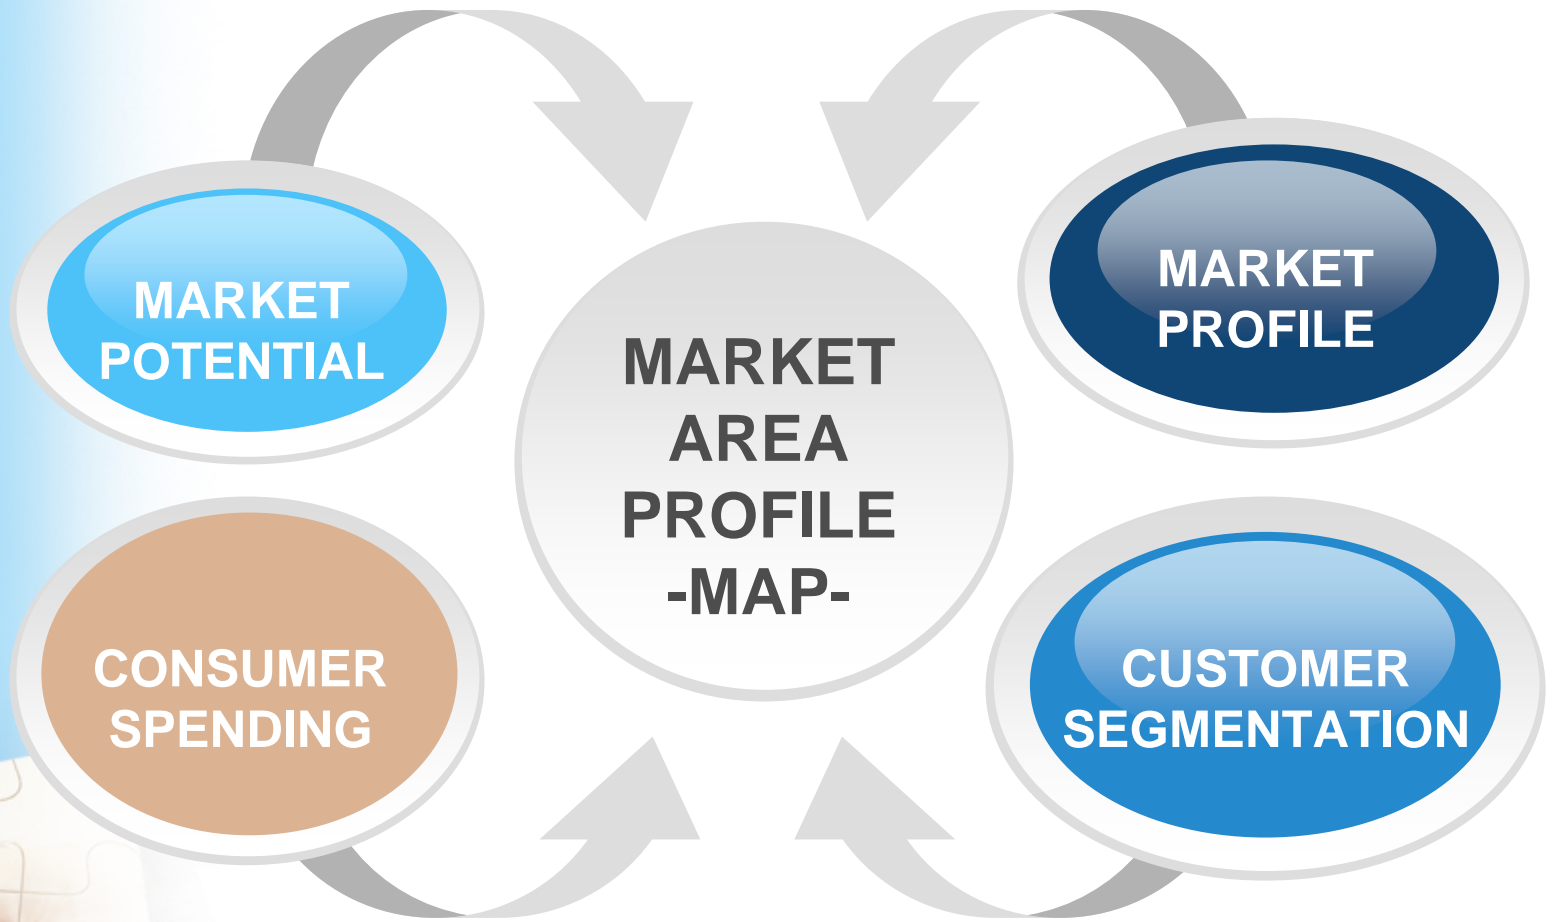 MARKET
POTENTIAL
MARKET
PROFILE
MARKET
AREA
PROFILE
-MAP-
CONSUMER
SPENDING
CUSTOMER
SEGMENTATION